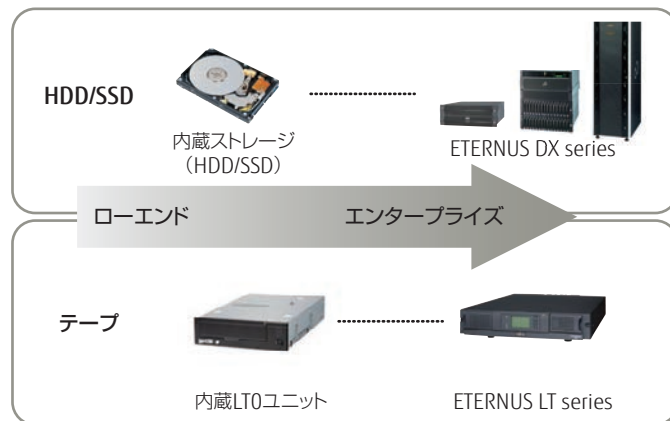 HDD/SSD
内蔵ストレージ
（HDD/SSD）
ETERNUS DX series
ローエンド
エンタープライズ
テープ
内蔵LTOユニット
ETERNUS LT series